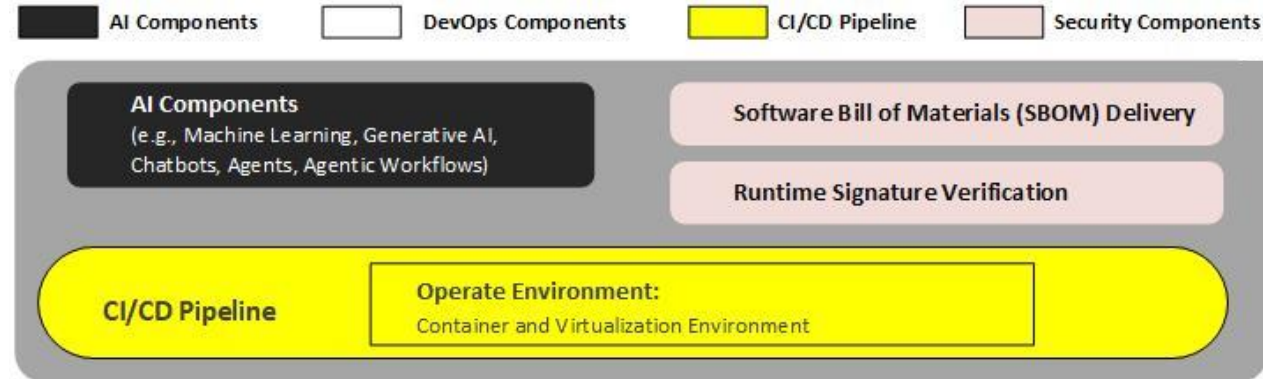 AI Components
DevOps Components
CI/CD Pipeline
Security Components
AI Components
(e.g., Machine Learning, Generative AI,
Chatbots, Agents, Agentic Workflows)
Software Bill of Materials (SBOM) Delivery
Runtime Signature Verification
CI/CD Pipeline
Operate Environment:
Container and Virtualization Environment